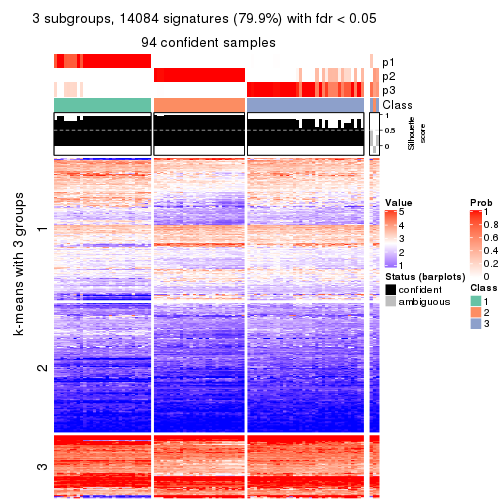 3 subgroups, 14084 signatures (79.9%) with fdr < 0.05
94 confident samples
p1
p2
p3
Class
1
0.5
0
Silhouette
score
k-means with 3 groups
1
2
3
Value
5
4
3
2
1
Status (barplots)
confident
ambiguous
Prob
1
0.8
0.6
0.4
0.2
0
Class
1
2
3